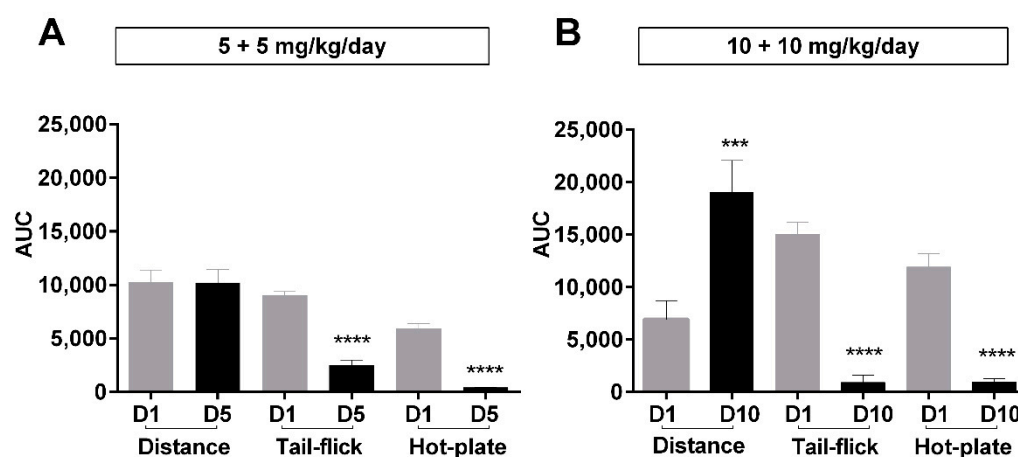 A
5 + 5 mg/kg/day
AUC
25,000
20,000
15,000
10,000
5,000
0
****
****
D1 D5 D1 D5 D1 D5
Distance Tail-flick Hot-plate
B
10 + 10 mg/kg/day
AUC
25,000
20,000
15,000
10,000
5,000
0
***
****
****
D1 D10 D1 D10 D1 D10
Distance Tail-flick Hot-plate